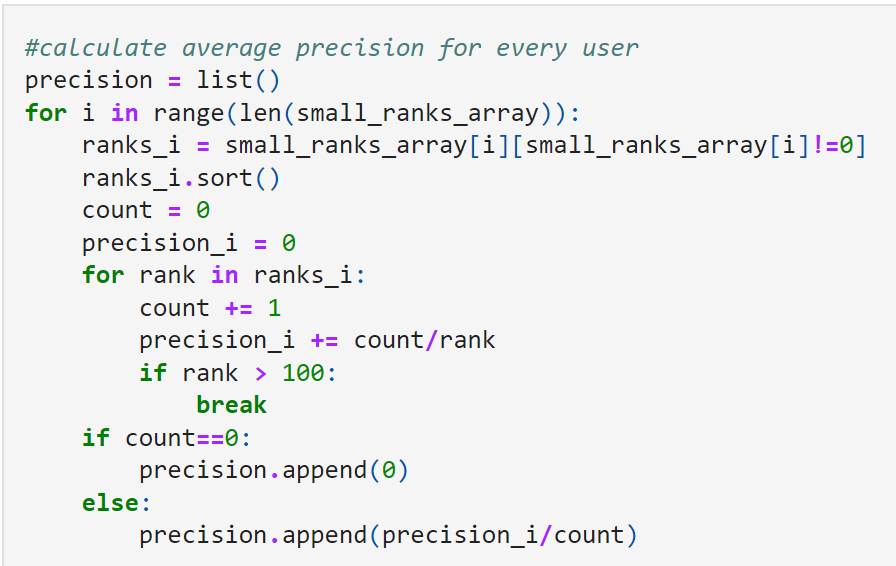 #calculate average precision for every user
precision = list()
for i in range(len(small_ranks_array)):
    ranks_i = small_ranks_array[i][small_ranks_array[i]!=0]
    ranks_i.sort()
    count = 0
    precision_i = 0
    for rank in ranks_i:
        count += 1
        precision_i += count/rank
        if rank > 100:
            break
    if count==0:
        precision.append(0)
    else:
        precision.append(precision_i/count)